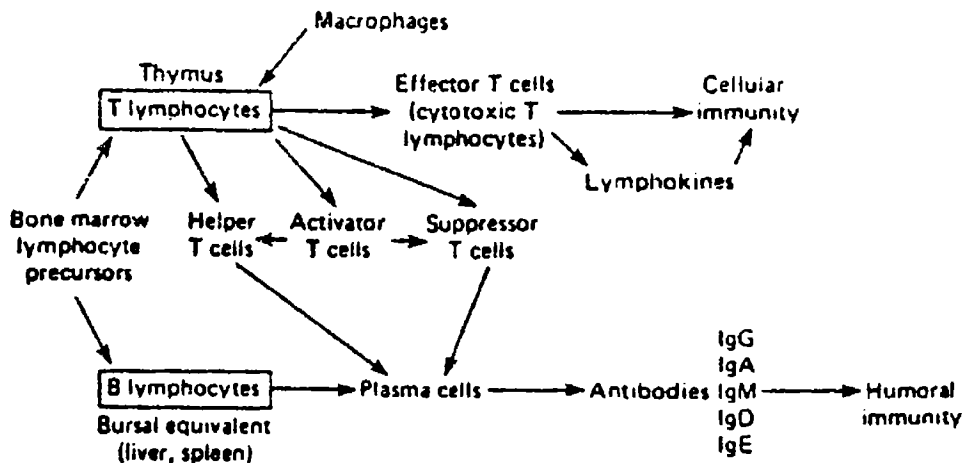 Macrophages
Thymus
T lymphocytes
Effector T cells
(cytotoxic T
lymphocytes)
Cellular
immunity
Lymphokines
Bone marrow
lymphocyte
precursors
Helper
T cells
Activator
T cells
Suppressor
T cells
B lymphocytes
Bursal equivalent
(liver, spleen)
Plasma cells
Antibodies
IgG
IgA
IgM
IgD
IgE
Humoral
immunity